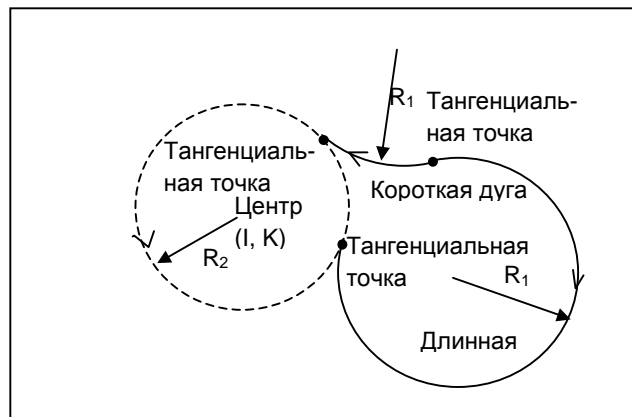 R₁
Тангенциаль-
ная точка
Тангенциаль-
ная точка
Короткая дуга
Центр
(I, K)
R₂
Тангенциальная
точка
R₁
Длинная